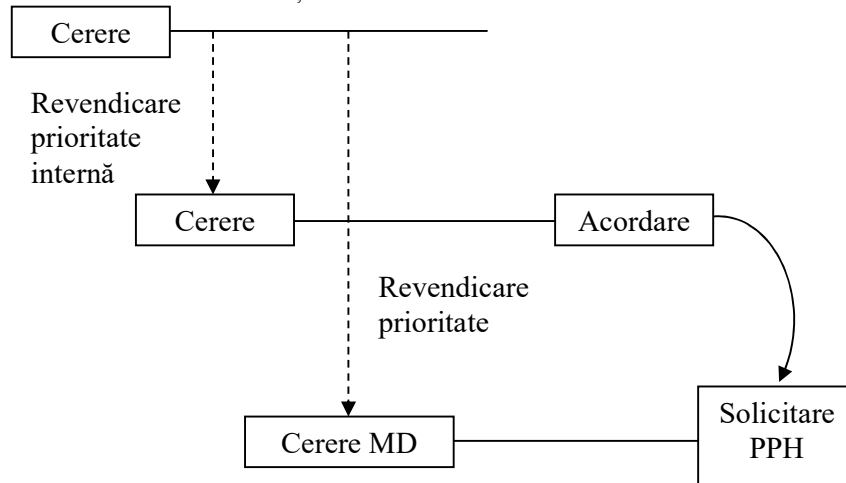 Cerere
Revendicare
prioritate
internă
Cerere
Acordare
Revendicare
prioritate
Cerere MD
Solicitare
PPH